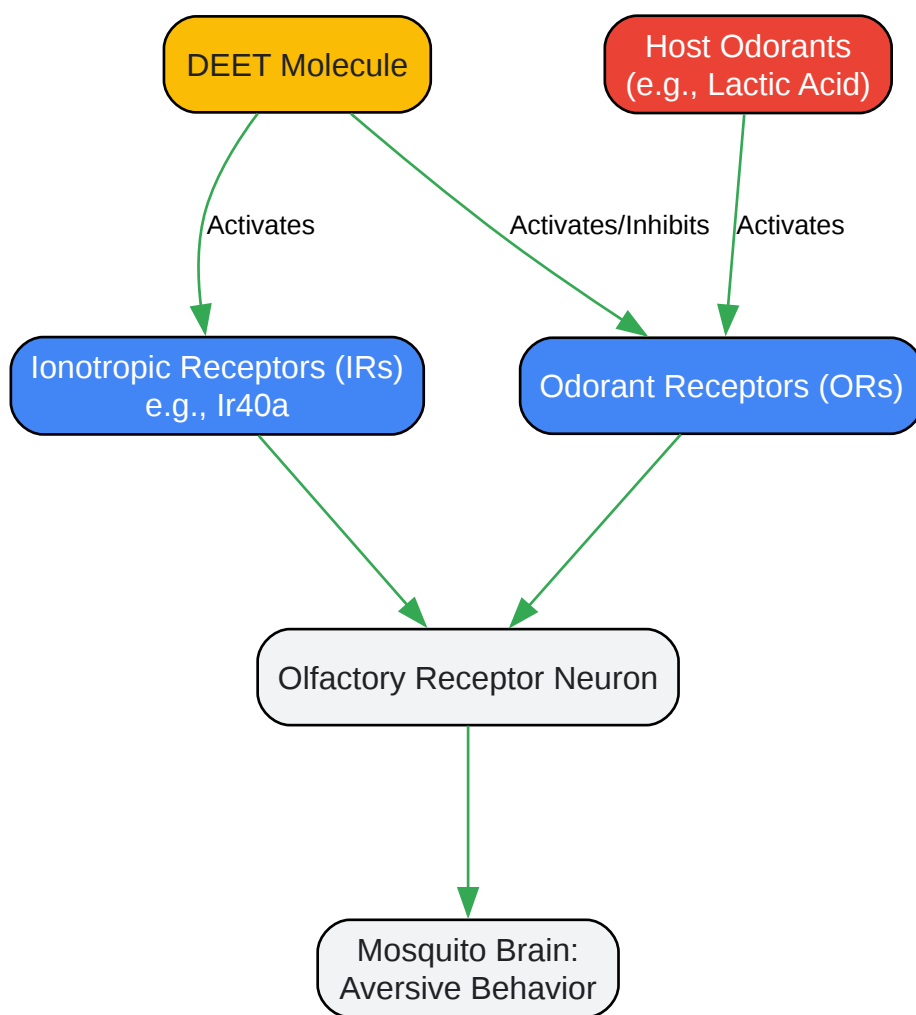 DEET Molecule
Host Odorants
(e.g., Lactic Acid)
Activates
Activates/Inhibits
Activates
Ionotropic Receptors (IRs)
e.g., Ir40a
Odorant Receptors (ORs)
Olfactory Receptor Neuron
Mosquito Brain:
Aversive Behavior